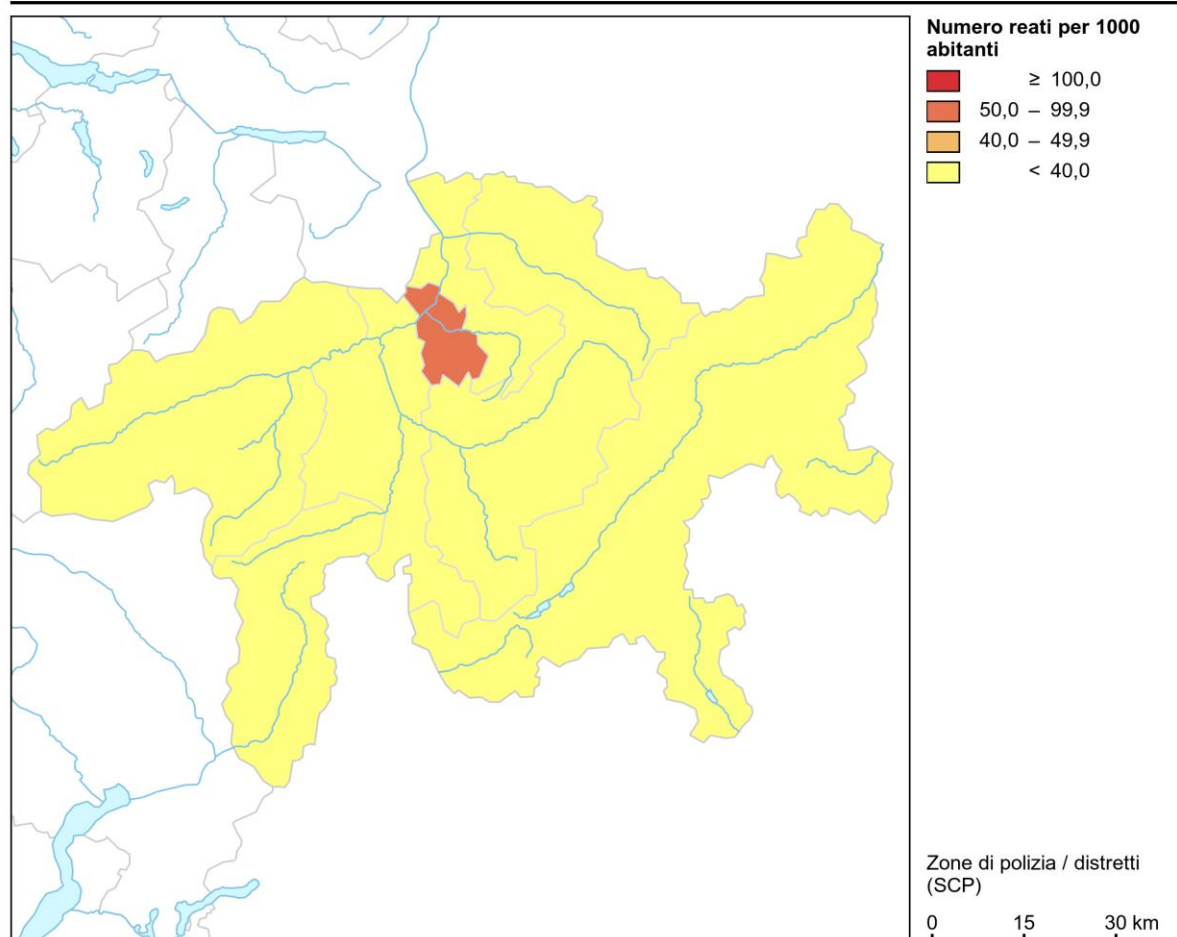 Numero reati per 1000
abitanti
≥ 100,0
50,0 – 99,9
40,0 – 49,9
< 40,0
Zone di polizia / distretti
(SCP)
0 15 30 km